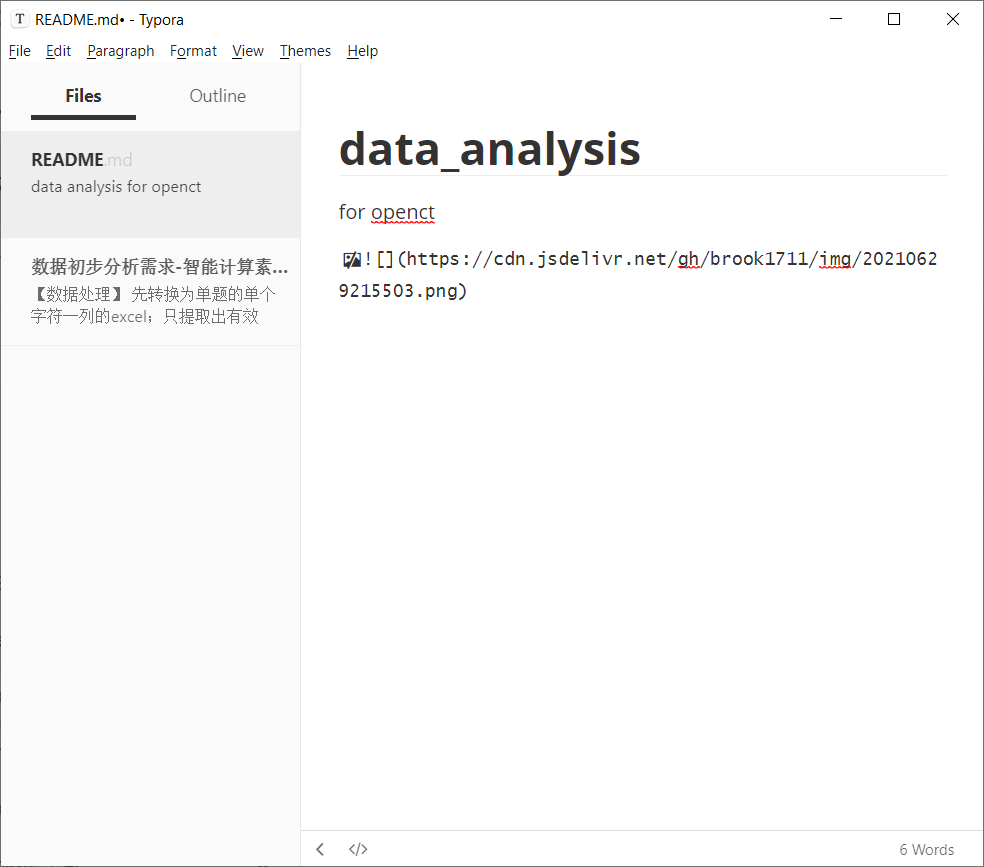 README.md• - Typora
File Edit Paragraph Format View Themes Help
Files Outline
README.md
data analysis for openct
数据初步分析需求-智能计算素...
【数据处理】 先转换为单题的单个
字符一列的excel；只提取出有效
data_analysis
for openct
![](https://cdn.jsdelivr.net/gh/brook1711/img/2021062
9215503.png)
</> 6 Words